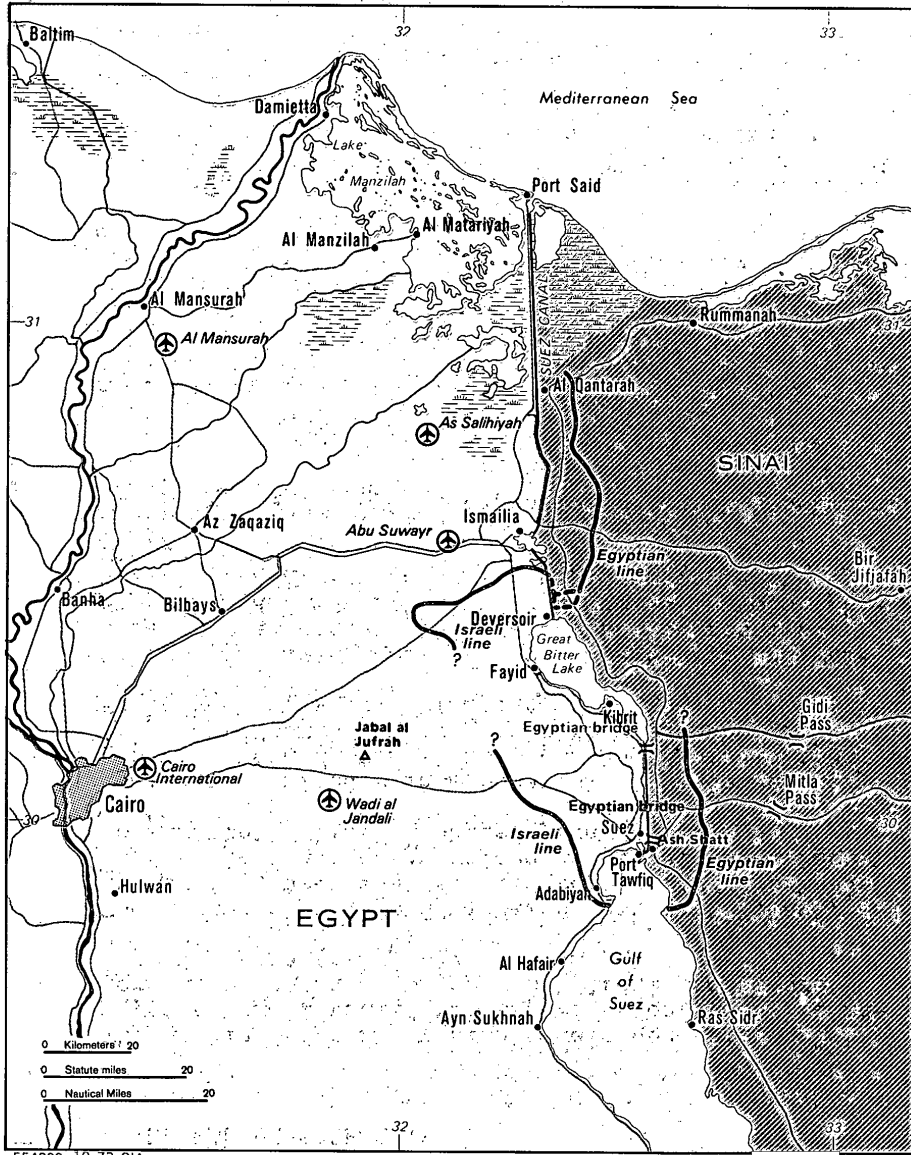 32
33
Baltim
Mediterranean Sea
Damietta
Lake
Manzilah
Port Said
Al Matariyah
Al Manzilah
SUEZ CANAL
Al Mansurah
31
Rummanah
31
Al Mansurah
Al Qantarah
As Salihiyah
SINAI
Az Zaqaziq
Ismailia
Abu Suwayr
Egyptian
line
Bir
Jifjafah
Banha
Bilbays
Deversoir
Israeli
line
?
Great
Bitter
Lake
Fayid
Kibrit
Gidi
Pass
Egyptian bridge
?
?
Jabal al
Jufrah
Cairo
International
Mitla
Pass
Wadi al
Jandali
Egyptian bridge
Cairo
30
30
Suez
Ash Shatt
Israeli
line
Port
Tawfiq
Egyptian
line
Hulwan
Adabiyah
EGYPT
Al Hafair
Gulf
of
Suez
Ayn Sukhnah
Ras Sidr
0 Kilometers 20
0 Statute miles 20
0 Nautical Miles 20
32
33